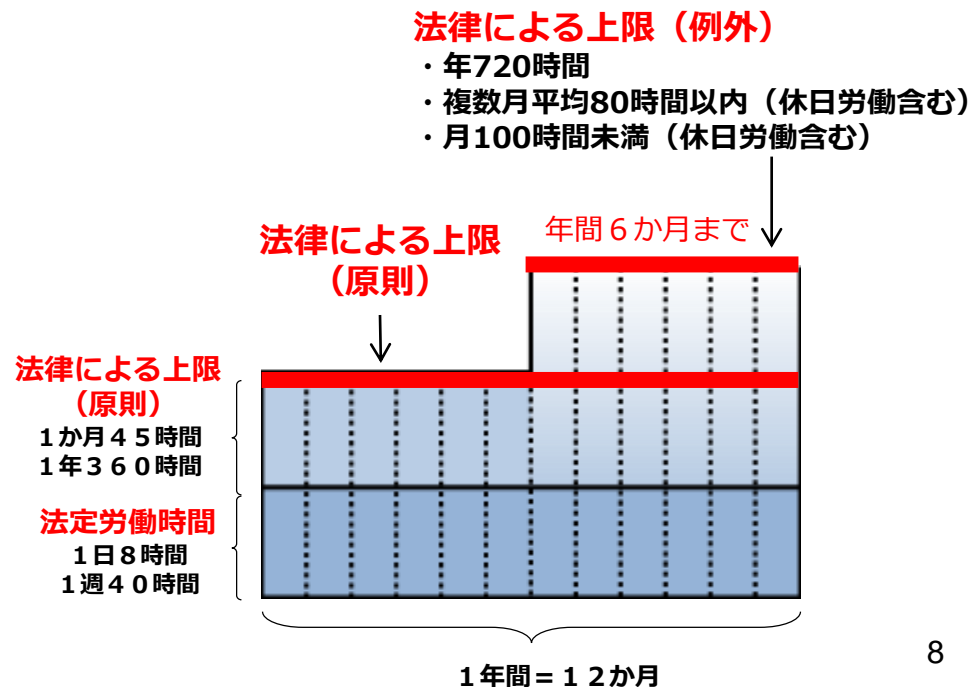 法律による上限（例外）
・年720時間
・複数月平均80時間以内（休日労働含む）
・月100時間未満（休日労働含む）
年間６か月まで
法律による上限
（原則）
法律による上限
（原則）
１か月４５時間
１年３６０時間
法定労働時間
１日８時間
１週４０時間
１年間＝１２か月
8